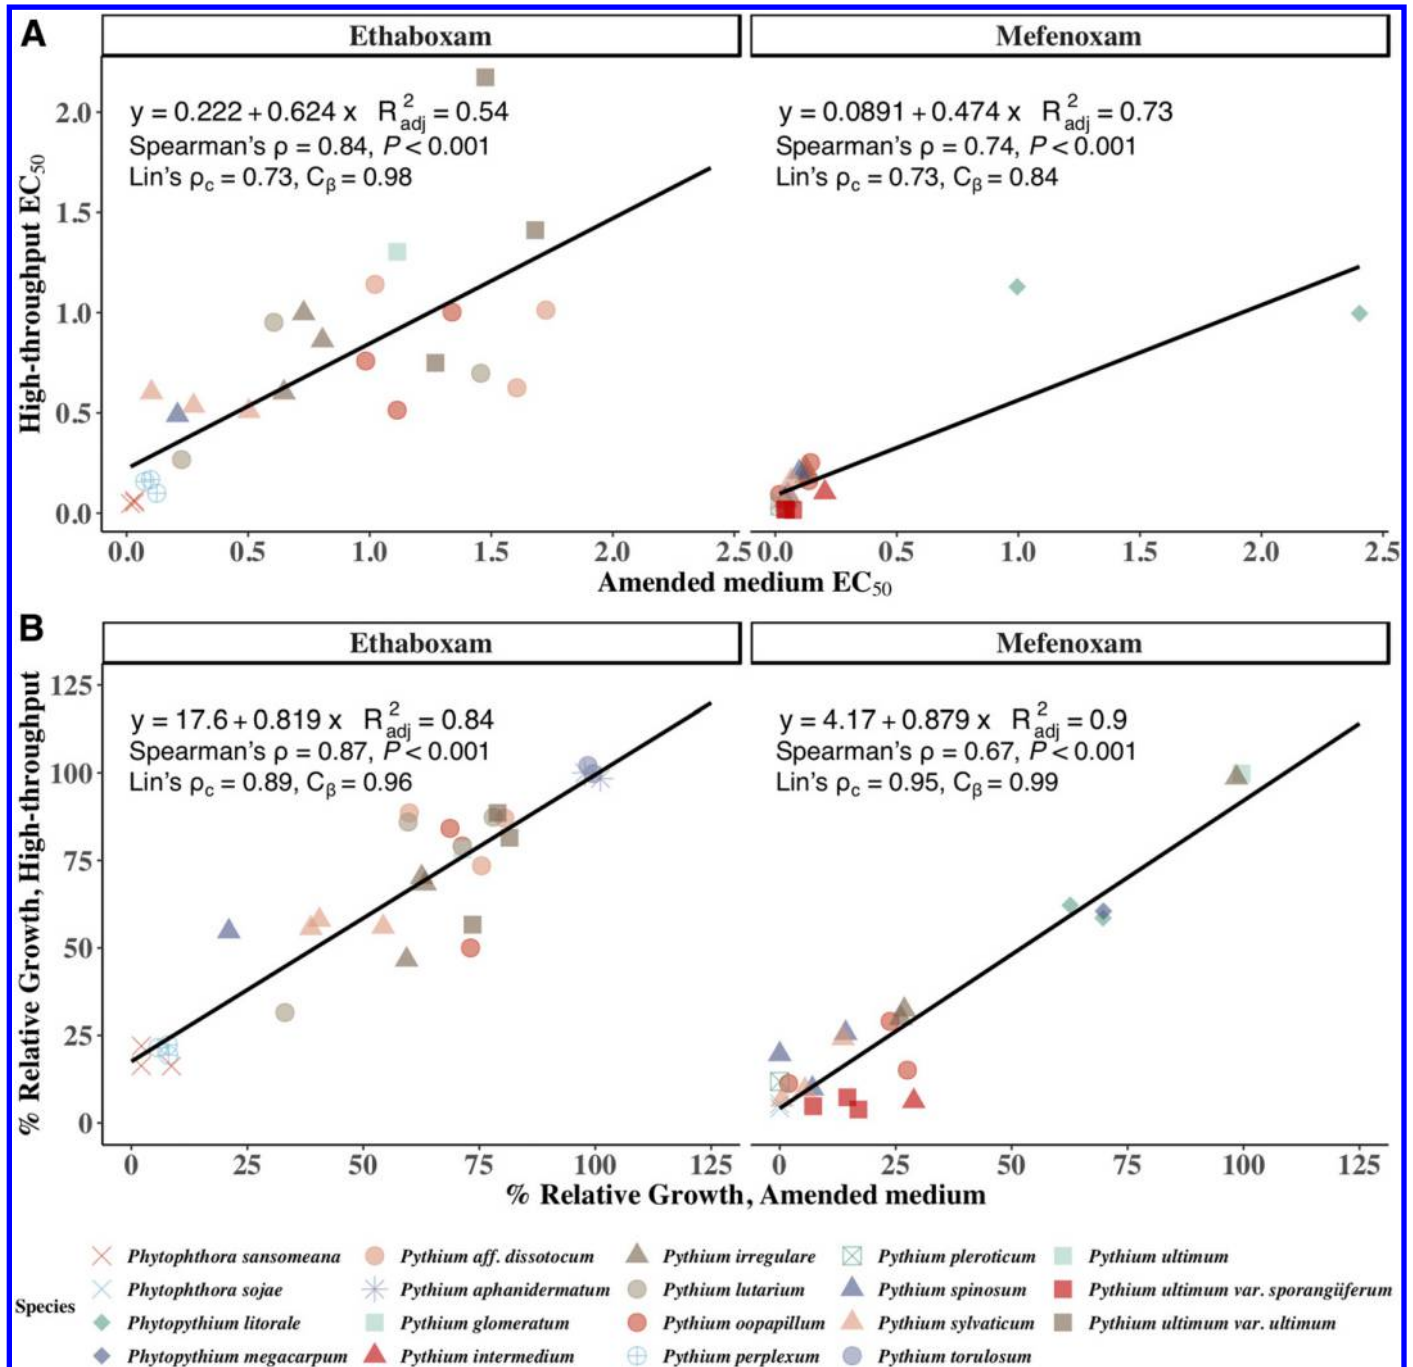 A
Ethaboxam
Mefenoxam
y = 0.222 + 0.624 x R²adj = 0.54
Spearman's ρ = 0.84, P < 0.001
Lin's ρc = 0.73, Cβ = 0.98
y = 0.0891 + 0.474 x R²adj = 0.73
Spearman's ρ = 0.74, P < 0.001
Lin's ρc = 0.73, Cβ = 0.84
High-throughput EC50
2.0
1.5
1.0
0.5
0.0
0.0 0.5 1.0 1.5 2.0 2.5
0.0 0.5 1.0 1.5 2.0 2.5
Amended medium EC50
B
Ethaboxam
Mefenoxam
y = 17.6 + 0.819 x R²adj = 0.84
Spearman's ρ = 0.87, P < 0.001
Lin's ρc = 0.89, Cβ = 0.96
y = 4.17 + 0.879 x R²adj = 0.9
Spearman's ρ = 0.67, P < 0.001
Lin's ρc = 0.95, Cβ = 0.99
% Relative Growth, High-throughput
125
100
75
50
25
0
0 25 50 75 100 125
0 25 50 75 100 125
% Relative Growth, Amended medium
Species
Phytophthora sansomeana
Phytophthora sojae
Phytopythium litorale
Phytopythium megacarpum
Pythium aff. dissotocum
Pythium aphanidermatum
Pythium glomeratum
Pythium intermedium
Pythium irregulare
Pythium lutarium
Pythium oopapillum
Pythium perplexum
Pythium pleroticum
Pythium spinosum
Pythium sylvaticum
Pythium torulosum
Pythium ultimum
Pythium ultimum var. sporangiiferum
Pythium ultimum var. ultimum